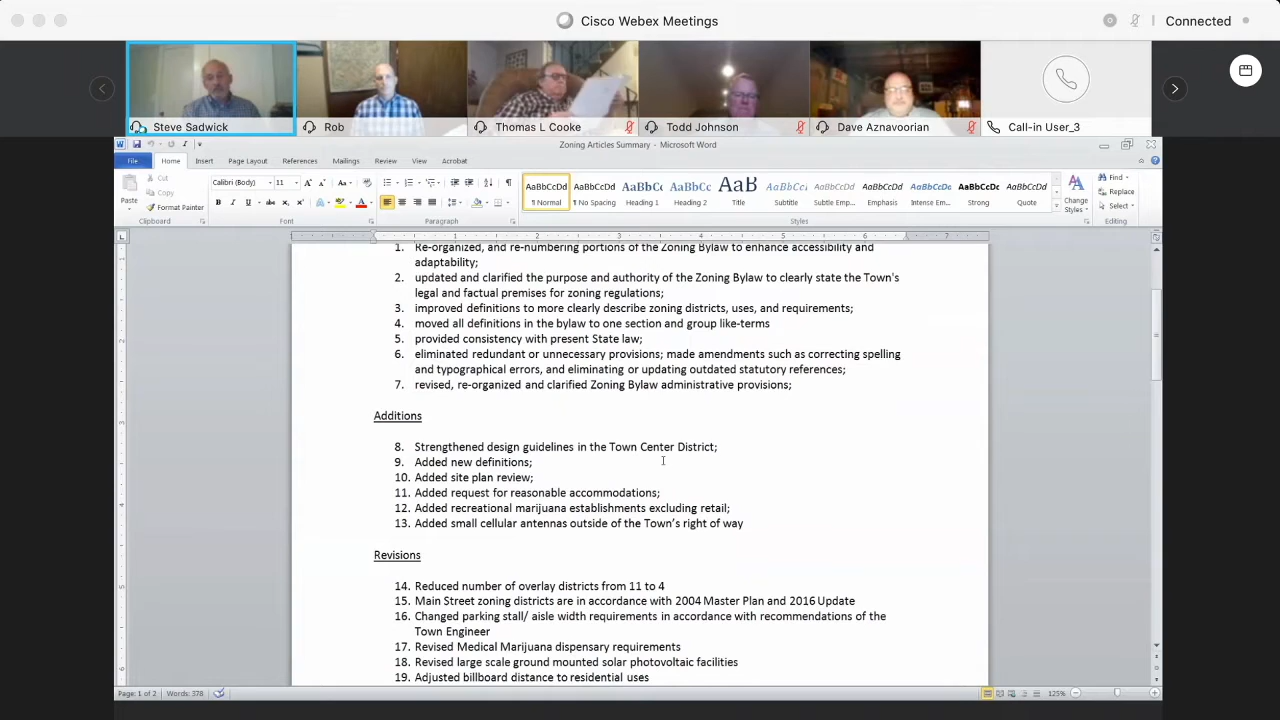 Cisco Webex Meetings
Connected
Steve Sadwick
Rob
Thomas L Cooke
Todd Johnson
Dave Aznavoorian
Call-in User_3
Zoning Articles Summary - Microsoft Word
File Home Insert Page Layout References Mailings Review View Acrobat
Cut
Copy
Paste
Format Painter
Clipboard
Calibri (Body) 11
Font
Paragraph
AaBbCcDd AaBbCcDd AaBbCc AaBbCc AaB AaBbCcI AaBbCcDd AaBbCcDd AaBbCcDc AaBbCcDd AaBbCcDd
¶ Normal ¶ No Spacing Heading 1 Heading 2 Title Subtitle Subtle Emp... Emphasis Intense Em... Strong Quote
Styles
Change Styles
Find
Replace
Select
Editing
1. Re-organized, and re-numbering portions of the Zoning Bylaw to enhance accessibility and
adaptability;
2. updated and clarified the purpose and authority of the Zoning Bylaw to clearly state the Town's
legal and factual premises for zoning regulations;
3. improved definitions to more clearly describe zoning districts, uses, and requirements;
4. moved all definitions in the bylaw to one section and group like-terms
5. provided consistency with present State law;
6. eliminated redundant or unnecessary provisions; made amendments such as correcting spelling
and typographical errors, and eliminating or updating outdated statutory references;
7. revised, re-organized and clarified Zoning Bylaw administrative provisions;
Additions
8. Strengthened design guidelines in the Town Center District;
9. Added new definitions;
10. Added site plan review;
11. Added request for reasonable accommodations;
12. Added recreational marijuana establishments excluding retail;
13. Added small cellular antennas outside of the Town's right of way
Revisions
14. Reduced number of overlay districts from 11 to 4
15. Main Street zoning districts are in accordance with 2004 Master Plan and 2016 Update
16. Changed parking stall/ aisle width requirements in accordance with recommendations of the
Town Engineer
17. Revised Medical Marijuana dispensary requirements
18. Revised large scale ground mounted solar photovoltaic facilities
19. Adjusted billboard distance to residential uses
Page: 1 of 2 Words: 378
125%